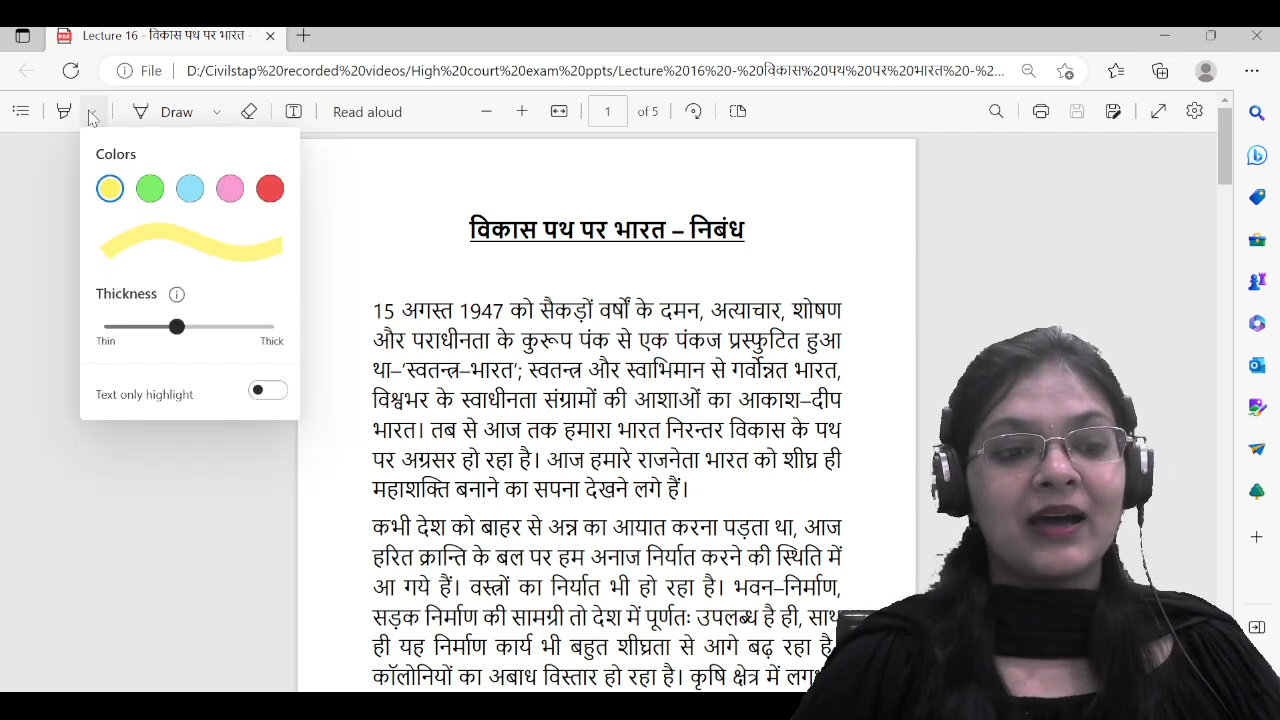 Lecture 16 - विकास पथ पर भारत -
File
D:/Civilstap%20recorded%20videos/High%20court%20exam%20ppts/Lecture%2016%20-%20विकास%20पथ%20पर%20भारत%20-%2...
Draw
Read aloud
1
of 5
Colors
Thickness
Thin
Thick
Text only highlight
विकास पथ पर भारत – निबंध
15 अगस्त 1947 को सैकड़ों वर्षों के दमन, अत्याचार, शोषण
और पराधीनता के कुरूप पंक से एक पंकज प्रस्फुटित हुआ
था–‘स्वतन्त्र–भारत’; स्वतन्त्र और स्वाभिमान से गर्वोन्नत भारत,
विश्वभर के स्वाधीनता संग्रामों की आशाओं का आकाश–दीप
भारत। तब से आज तक हमारा भारत निरन्तर विकास के पथ
पर अग्रसर हो रहा है। आज हमारे राजनेता भारत को शीघ्र ही
महाशक्ति बनाने का सपना देखने लगे हैं।
कभी देश को बाहर से अन्न का आयात करना पड़ता था, आज
हरित क्रान्ति के बल पर हम अनाज निर्यात करने की स्थिति में
आ गये हैं। वस्त्रों का निर्यात भी हो रहा है। भवन–निर्माण,
सड़क निर्माण की सामग्री तो देश में पूर्णतः उपलब्ध है ही, साथ
ही यह निर्माण कार्य भी बहुत शीघ्रता से आगे बढ़ रहा है
कॉलोनियों का अबाध विस्तार हो रहा है। कृषि क्षेत्र में